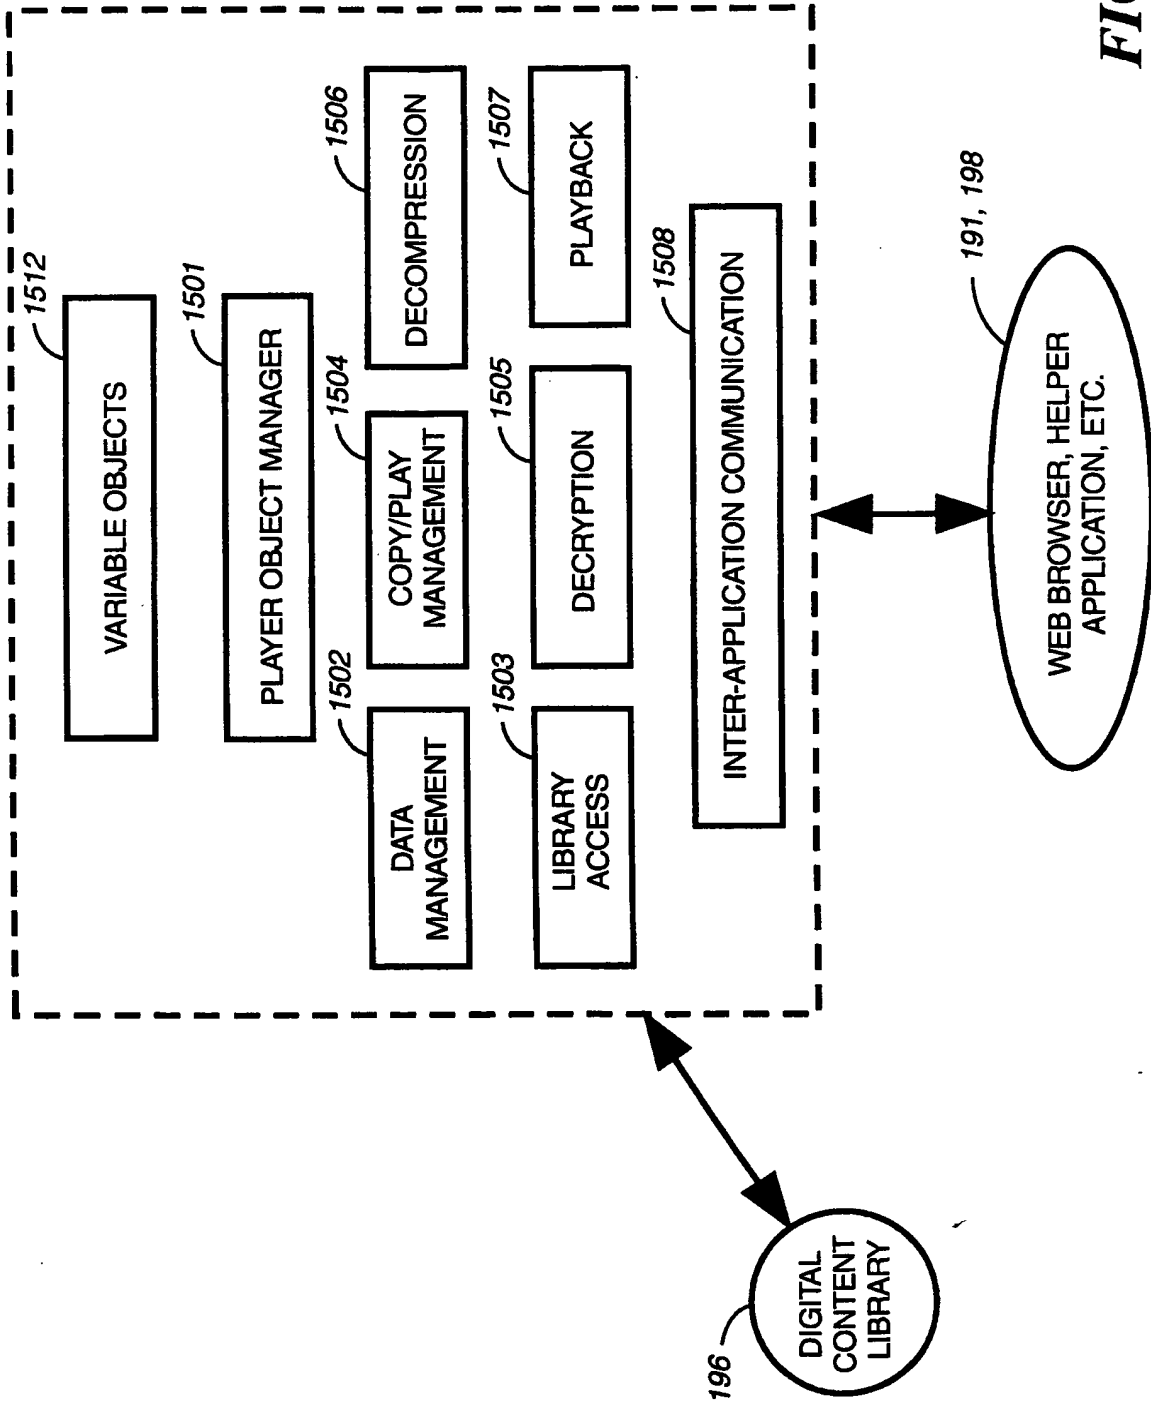 1512
VARIABLE OBJECTS
1501
PLAYER OBJECT MANAGER
1502
DATA
MANAGEMENT
1504
COPY/PLAY
MANAGEMENT
1506
DECOMPRESSION
1503
LIBRARY
ACCESS
1505
DECRYPTION
1507
PLAYBACK
1508
INTER-APPLICATION COMMUNICATION
196
DIGITAL
CONTENT
LIBRARY
191, 198
WEB BROWSER, HELPER
APPLICATION, ETC.